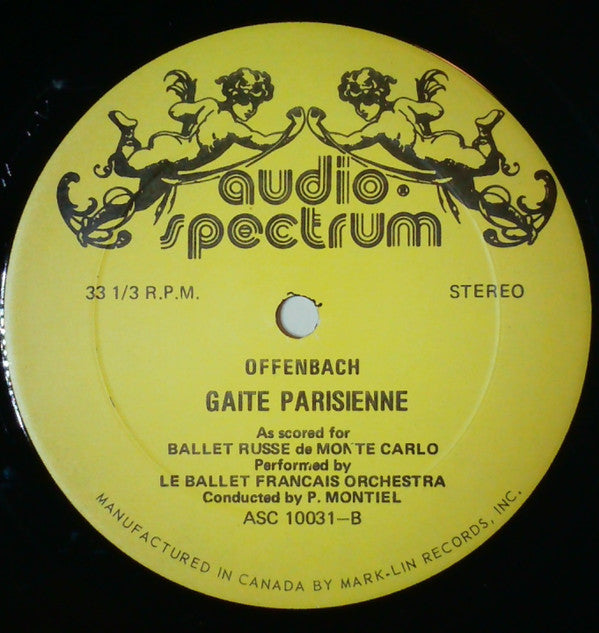 audio.
spectrum
33 1/3 R.P.M.
STEREO
OFFENBACH
GAITE PARISIENNE
As scored for
BALLET RUSSE de MONTE CARLO
Performed by
LE BALLET FRANCAIS ORCHESTRA
Conducted by P. MONTIEL
ASC 10031-B
MANUFACTURED IN CANADA BY MARK-LIN RECORDS, INC.